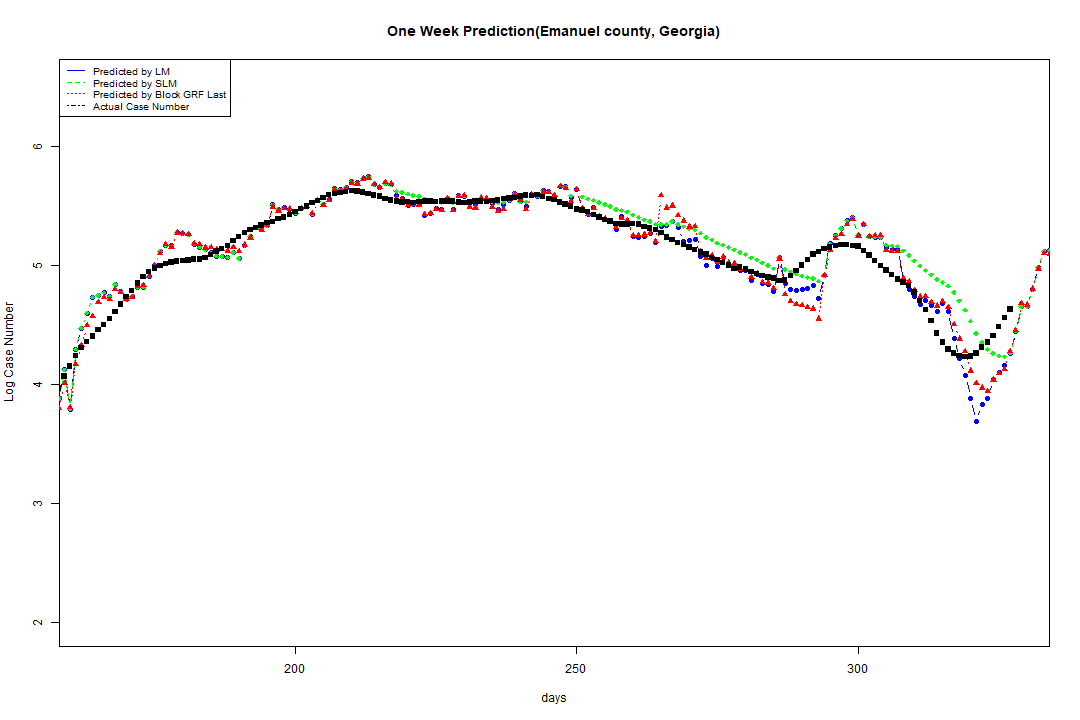 One Week Prediction(Emanuel county, Georgia)
Predicted by LM
Predicted by SLM
Predicted by Block GRF Last
Actual Case Number
6
5
4
3
2
Log Case Number
200
250
300
days